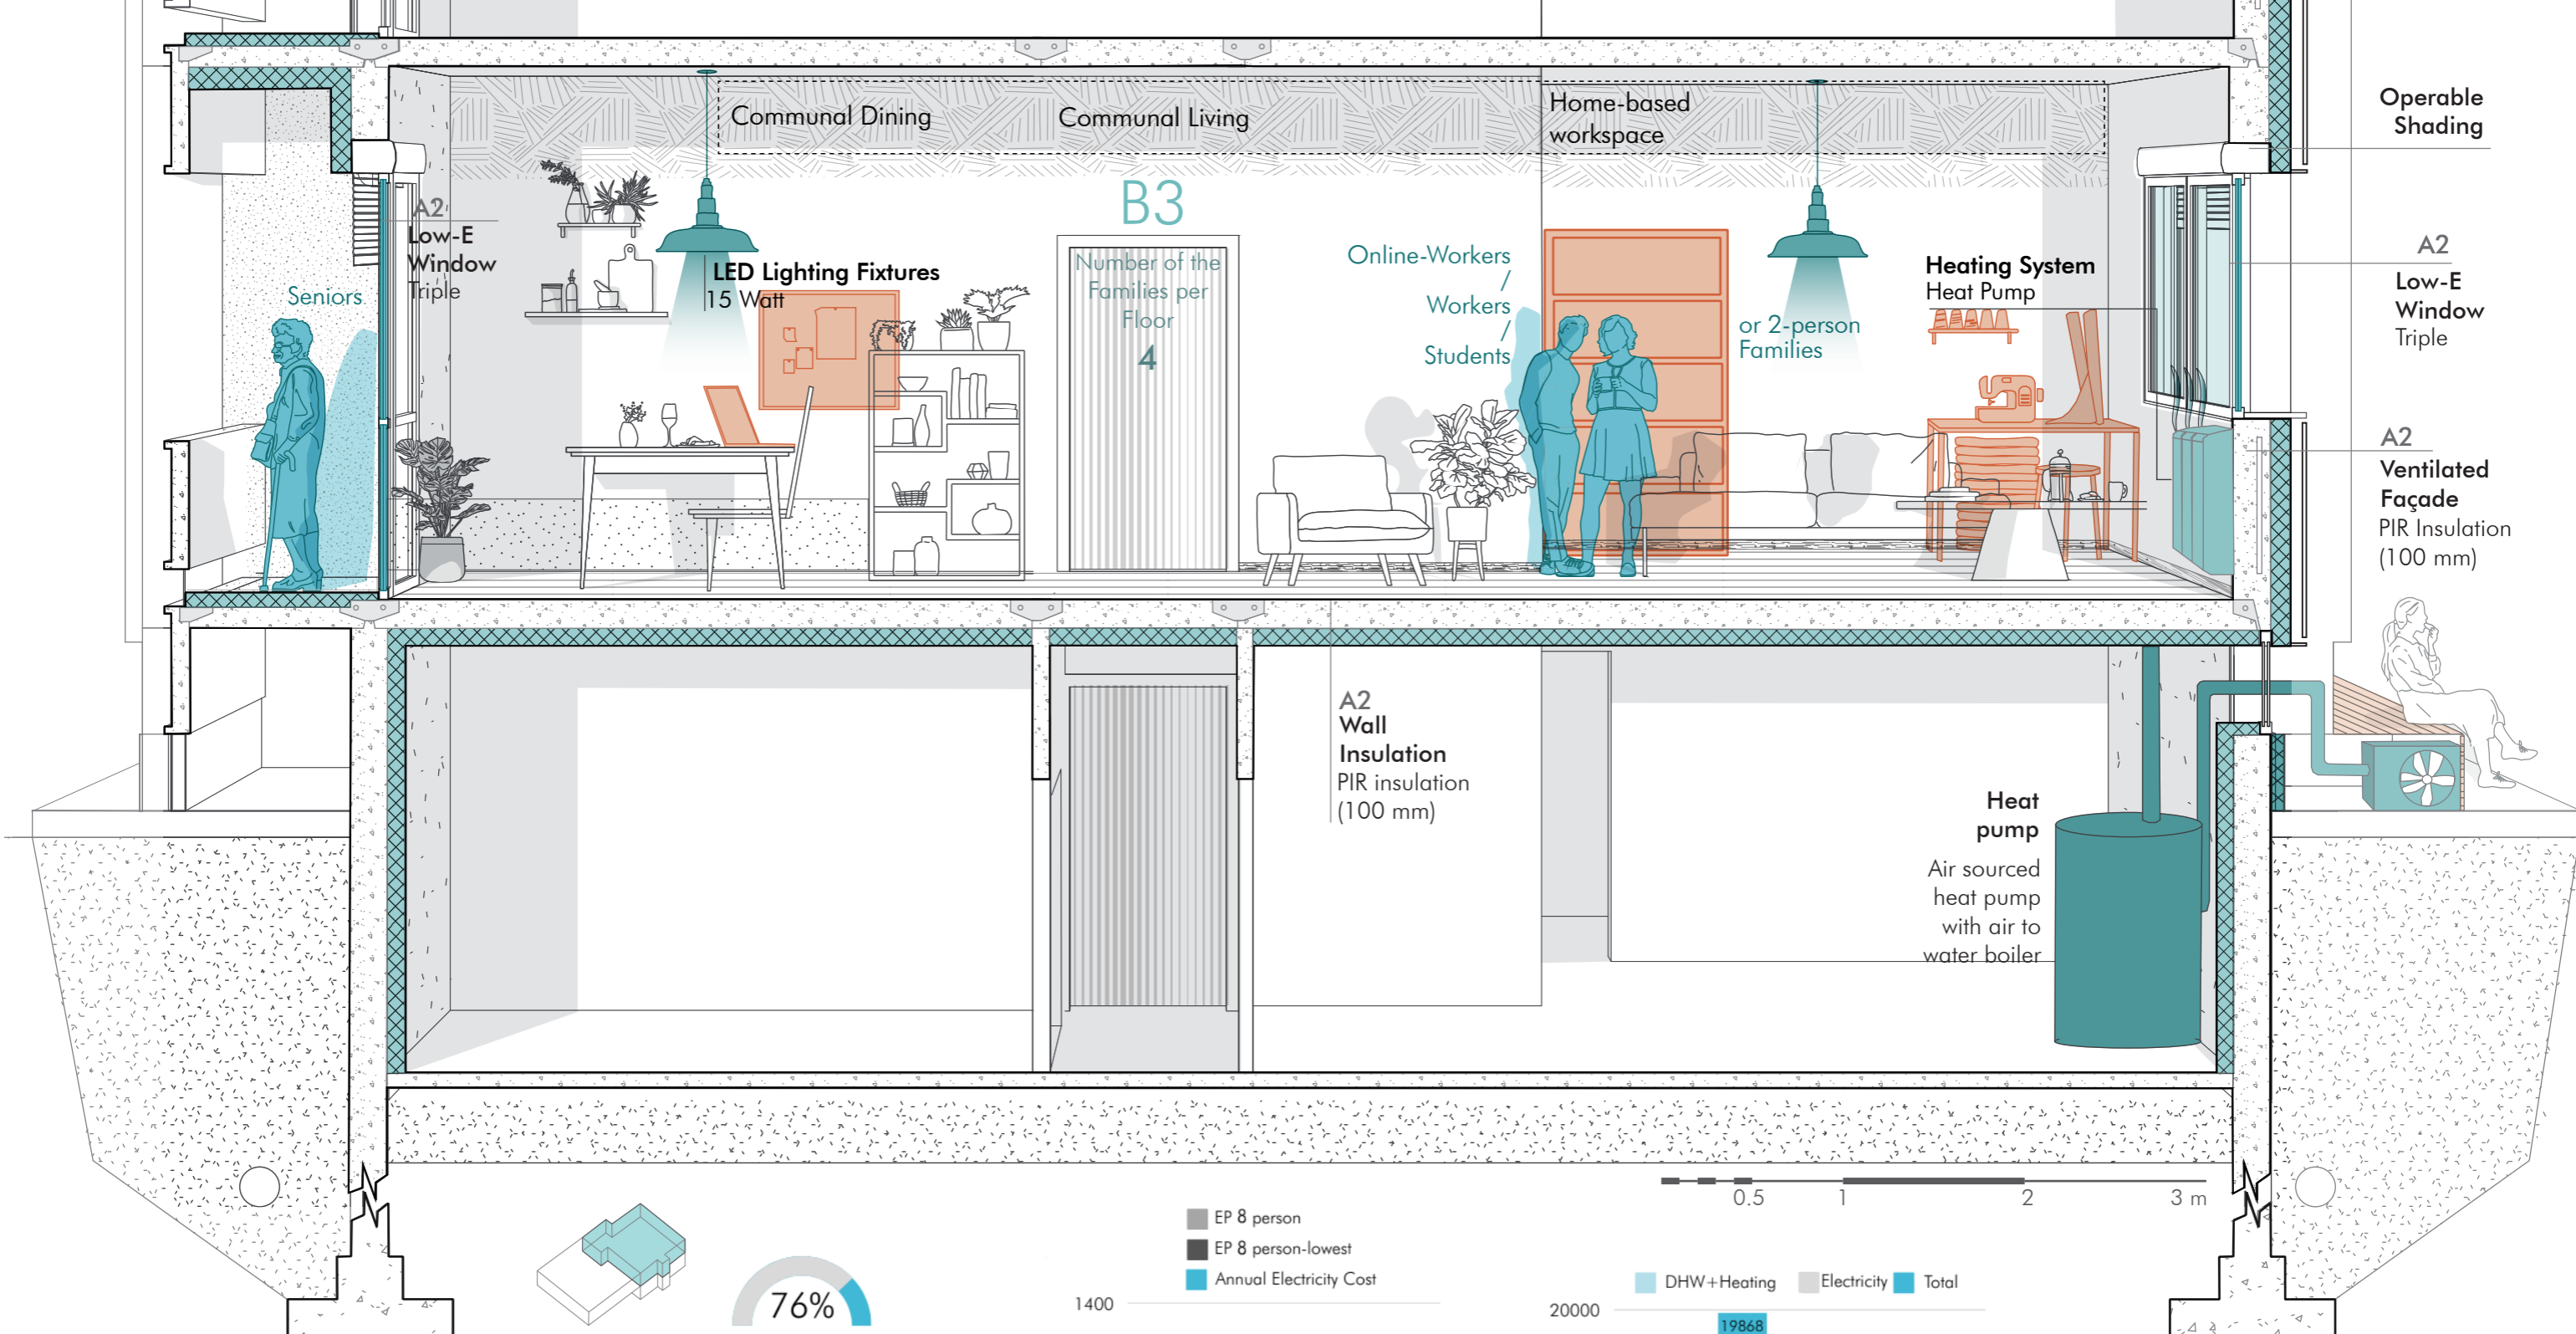 Communal Dining
Communal Living
Home-based
workspace
Operable
Shading
B3
A2
Low-E
Window
Triple
Seniors
LED Lighting Fixtures
15 Watt
Number of the
Families per
Floor
4
Online-Workers
/
Workers
/
Students
or 2-person
Families
Heating System
Heat Pump
A2
Low-E
Window
Triple
A2
Ventilated
Façade
PIR Insulation
(100 mm)
A2
Wall
Insulation
PIR insulation
(100 mm)
Heat
pump
Air sourced
heat pump
with air to
water boiler
0.5 1 2 3 m
EP 8 person
EP 8 person-lowest
Annual Electricity Cost
1400
76%
DHW+Heating Electricity Total
20000
19868